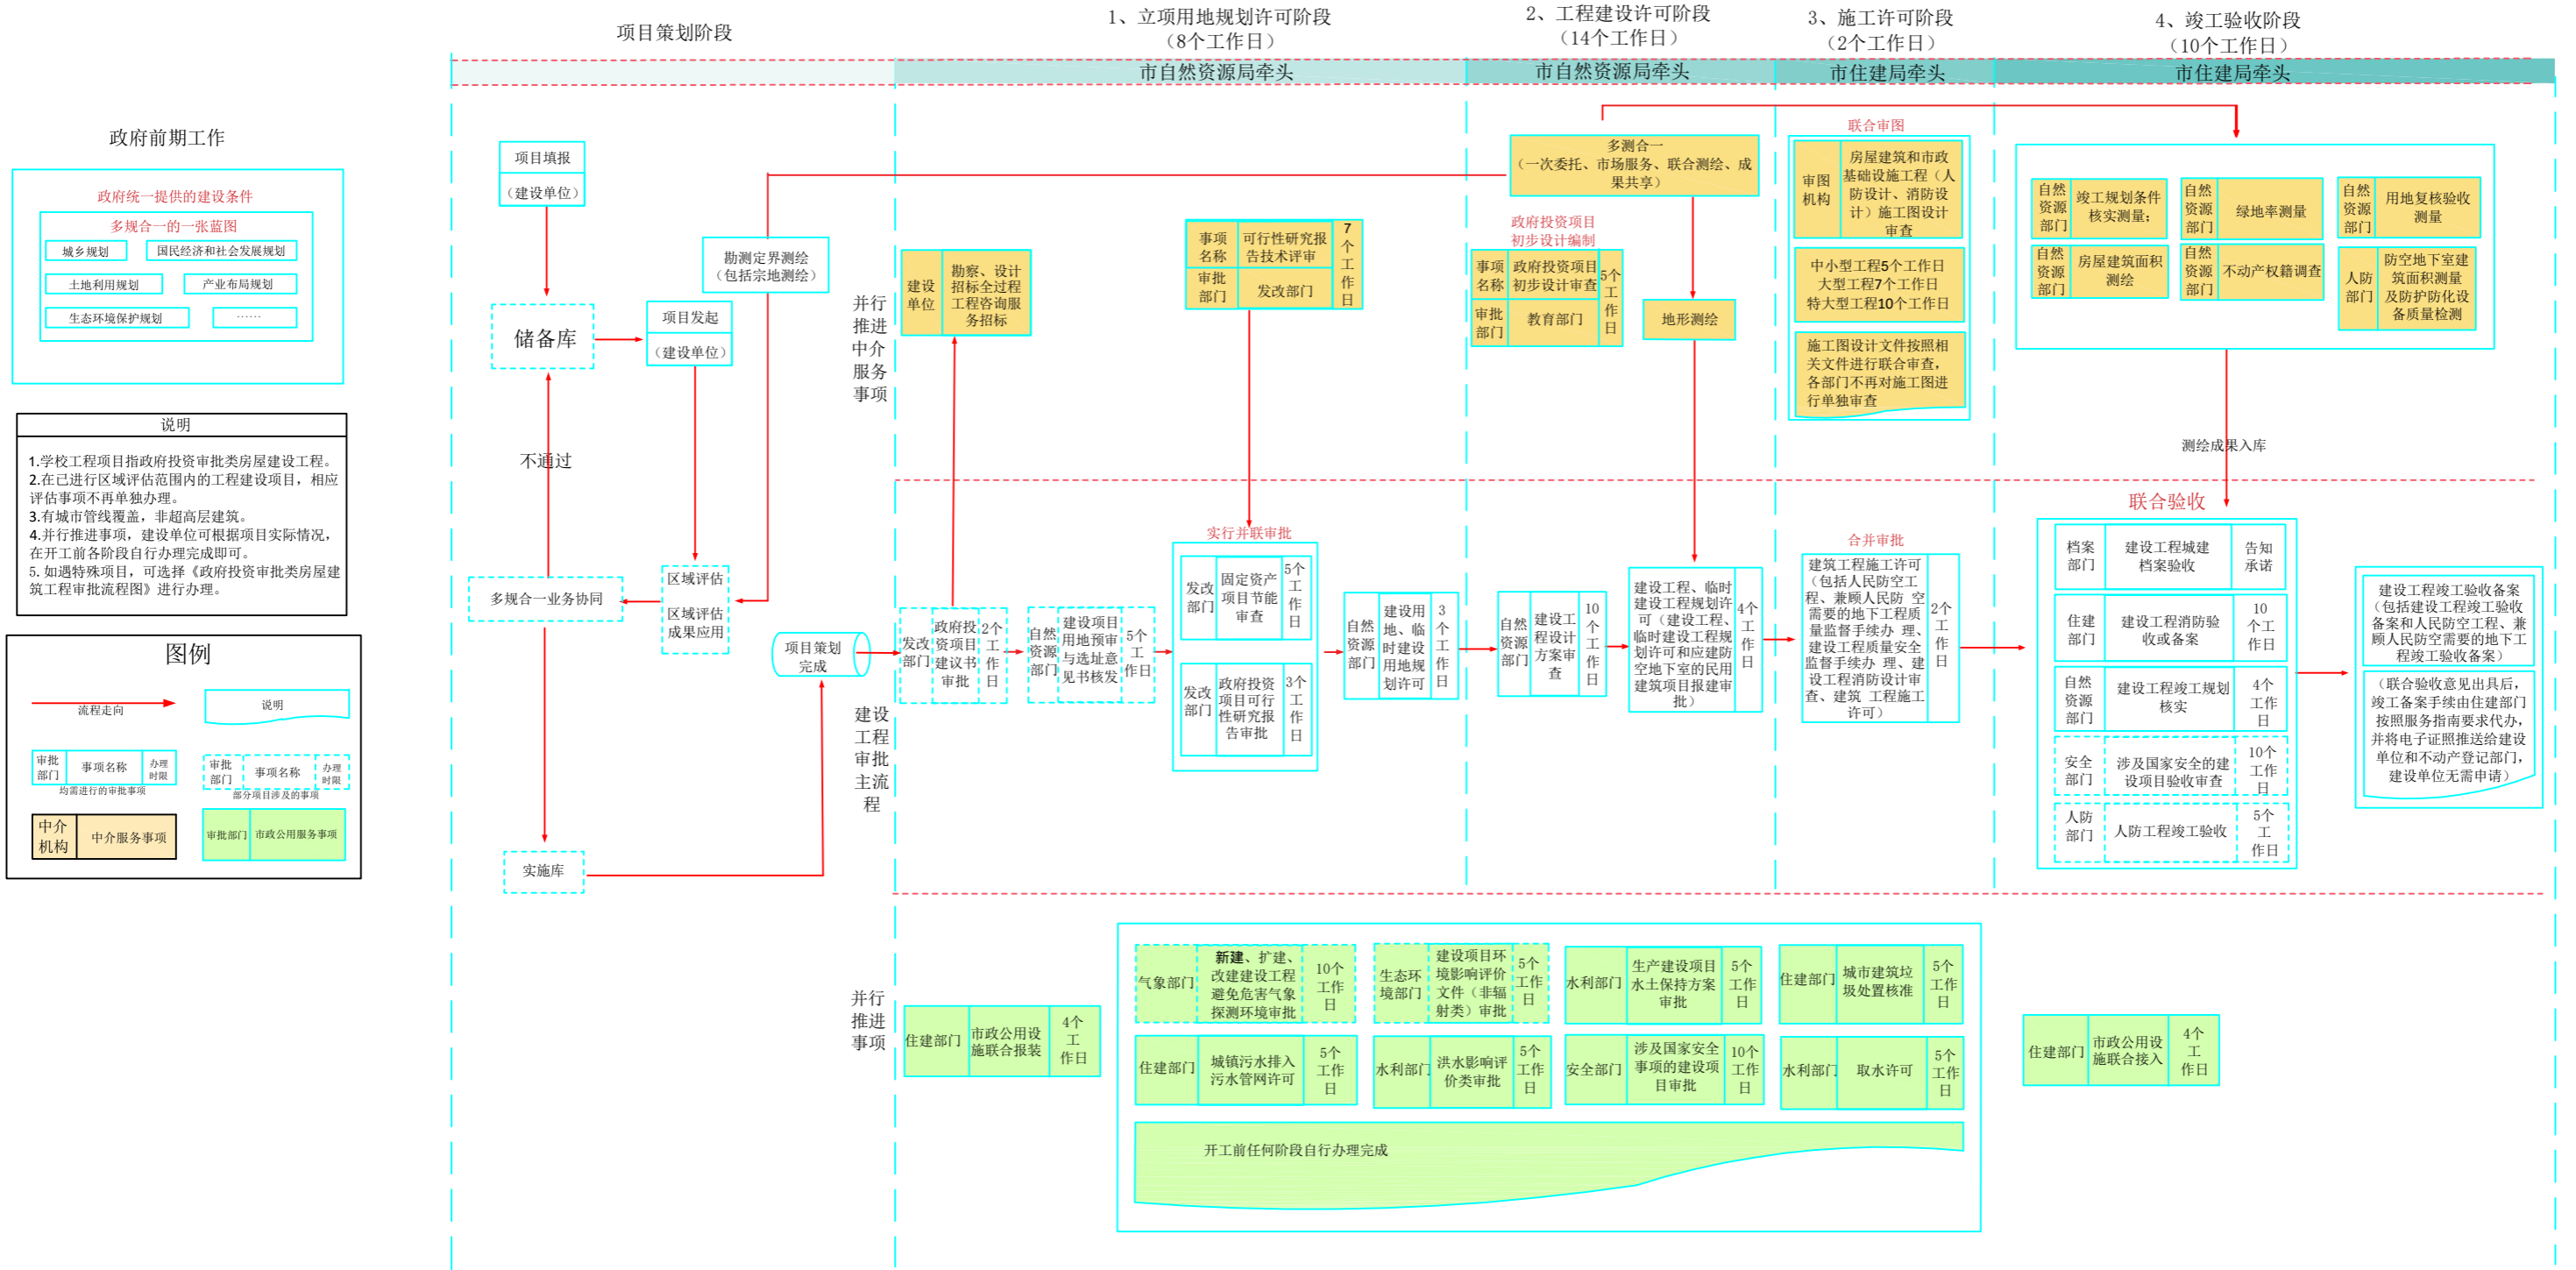 项目策划阶段
1、立项用地规划许可阶段
（8个工作日）
2、工程建设许可阶段
（14个工作日）
3、施工许可阶段
（2个工作日）
4、竣工验收阶段
（10个工作日）
市自然资源局牵头
市自然资源局牵头
市住建局牵头
市住建局牵头
政府前期工作
政府统一提供的建设条件
多规合一的一张蓝图
城乡规划
国民经济和社会发展规划
土地利用规划
产业布局规划
生态环境保护规划
……
说明
1.学校工程项目指政府投资审批类房屋建设工程。
2.在已进行区域评估范围内的工程建设项目，相应
评估事项不再单独办理。
3.有城市管线覆盖，非超高层建筑。
4.并行推进事项，建设单位可根据项目实际情况，
在开工前各阶段自行办理完成即可。
5. 如遇特殊项目，可选择《政府投资审批类房屋建
筑工程审批流程图》进行办理。
图例
流程走向
说明
审批
部门
事项名称
办理
时限
均需进行的审批事项
审批
部门
事项名称
办理
时限
部分项目涉及的事项
中介
机构
中介服务事项
审批部门
市政公用服务事项
项目填报
（建设单位）
储备库
项目发起
（建设单位）
勘测定界测绘
（包括宗地测绘）
不通过
多规合一业务协同
区域评估
区域评估
成果应用
项目策划
完成
实施库
并行
推进
中介
服务
事项
建设
单位
勘察、设计
招标全过程
工程咨询服
务招标
事项
名称
可行性研究报
告技术评审
审批
部门
发改部门
7
个
工
作
日
多测合一
（一次委托、市场服务、联合测绘、成
果共享）
政府投资项目
初步设计编制
事项
名称
政府投资项目
初步设计审查
审批
部门
教育部门
5个
工
作
日
地形测绘
联合审图
审图
机构
房屋建筑和市政
基础设施工程（人
防设计、消防设
计）施工图设计
审查
中小型工程5个工作日
大型工程7个工作日
特大型工程10个工作日
施工图设计文件按照相
关文件进行联合审查，
各部门不再对施工图进
行单独审查
自然
资源
部门
竣工规划条件
核实测量；
自然
资源
部门
绿地率测量
自然
资源
部门
用地复核验收
测量
自然
资源
部门
房屋建筑面积
测绘
自然
资源
部门
不动产权籍调查
人防
部门
防空地下室建
筑面积测量
及防护防化设
备质量检测
测绘成果入库
建设
工程
审批
主流
程
发改
部门
政府投
资项目
建议书
审批
2个
工
作
日
自然
资源
部门
建设项目
用地预审
与选址意
见书核发
5个
工
作日
实行并联审批
发改
部门
固定资产
项目节能
审查
5个
工
作
日
发改
部门
政府投资
项目可行
性研究报
告审批
3个
工
作
日
自然
资源
部门
建设用
地、临
时建设
用地规
划许可
3
个
工
作
日
自然
资源
部门
建设工
程设计
方案审
查
10
个
工
作
日
建设工程、临时
建设工程规划许
可（建设工程、
临时建设工程规
划许可和应建防
空地下室的民用
建筑项目报建审
批）
4个
工
作
日
合并审批
建筑工程施工许可
（包括人民防空工
程、兼顾人民防 空
需要的地下工程质
量监督手续办 理、
建设工程质量安全
监督手续办 理、建
设工程消防设计审
查、建筑 工程施工
许可）
2个
工
作
日
联合验收
档案
部门
建设工程城建
档案验收
告知
承诺
住建
部门
建设工程消防验
收或备案
10
个工
作日
自然
资源
部门
建设工程竣工规划
核实
4个
工作
日
安全
部门
涉及国家安全的建
设项目验收审查
10个
工作
日
人防
部门
人防工程竣工验收
5个
工
作日
建设工程竣工验收备案
（包括建设工程竣工验收
备案和人民防空工程、兼
顾人民防空需要的地下工
程竣工验收备案）
（联合验收意见出具后，
竣工备案手续由住建部门
按照服务指南要求代办，
并将电子证照推送给建设
单位和不动产登记部门，
建设单位无需申请）
并行
推进
事项
住建部门
市政公用设
施联合报装
4个
工
作日
气象部门
新建、扩建、
改建建设工程
避免危害气象
探测环境审批
10个
工作
日
生态环
境部门
建设项目环
境影响评价
文件（非辐
射类）审批
5个
工作
日
水利部门
生产建设项目
水土保持方案
审批
5个
工作
日
住建部门
城市建筑垃
圾处置核准
5个
工作
日
住建部门
城镇污水排入
污水管网许可
5个
工作
日
水利部门
洪水影响评
价类审批
5个
工作
日
安全部门
涉及国家安全
事项的建设项
目审批
10个
工作
日
水利部门
取水许可
5个
工作
日
开工前任何阶段自行办理完成
住建部门
市政公用设
施联合接入
4个
工
作日